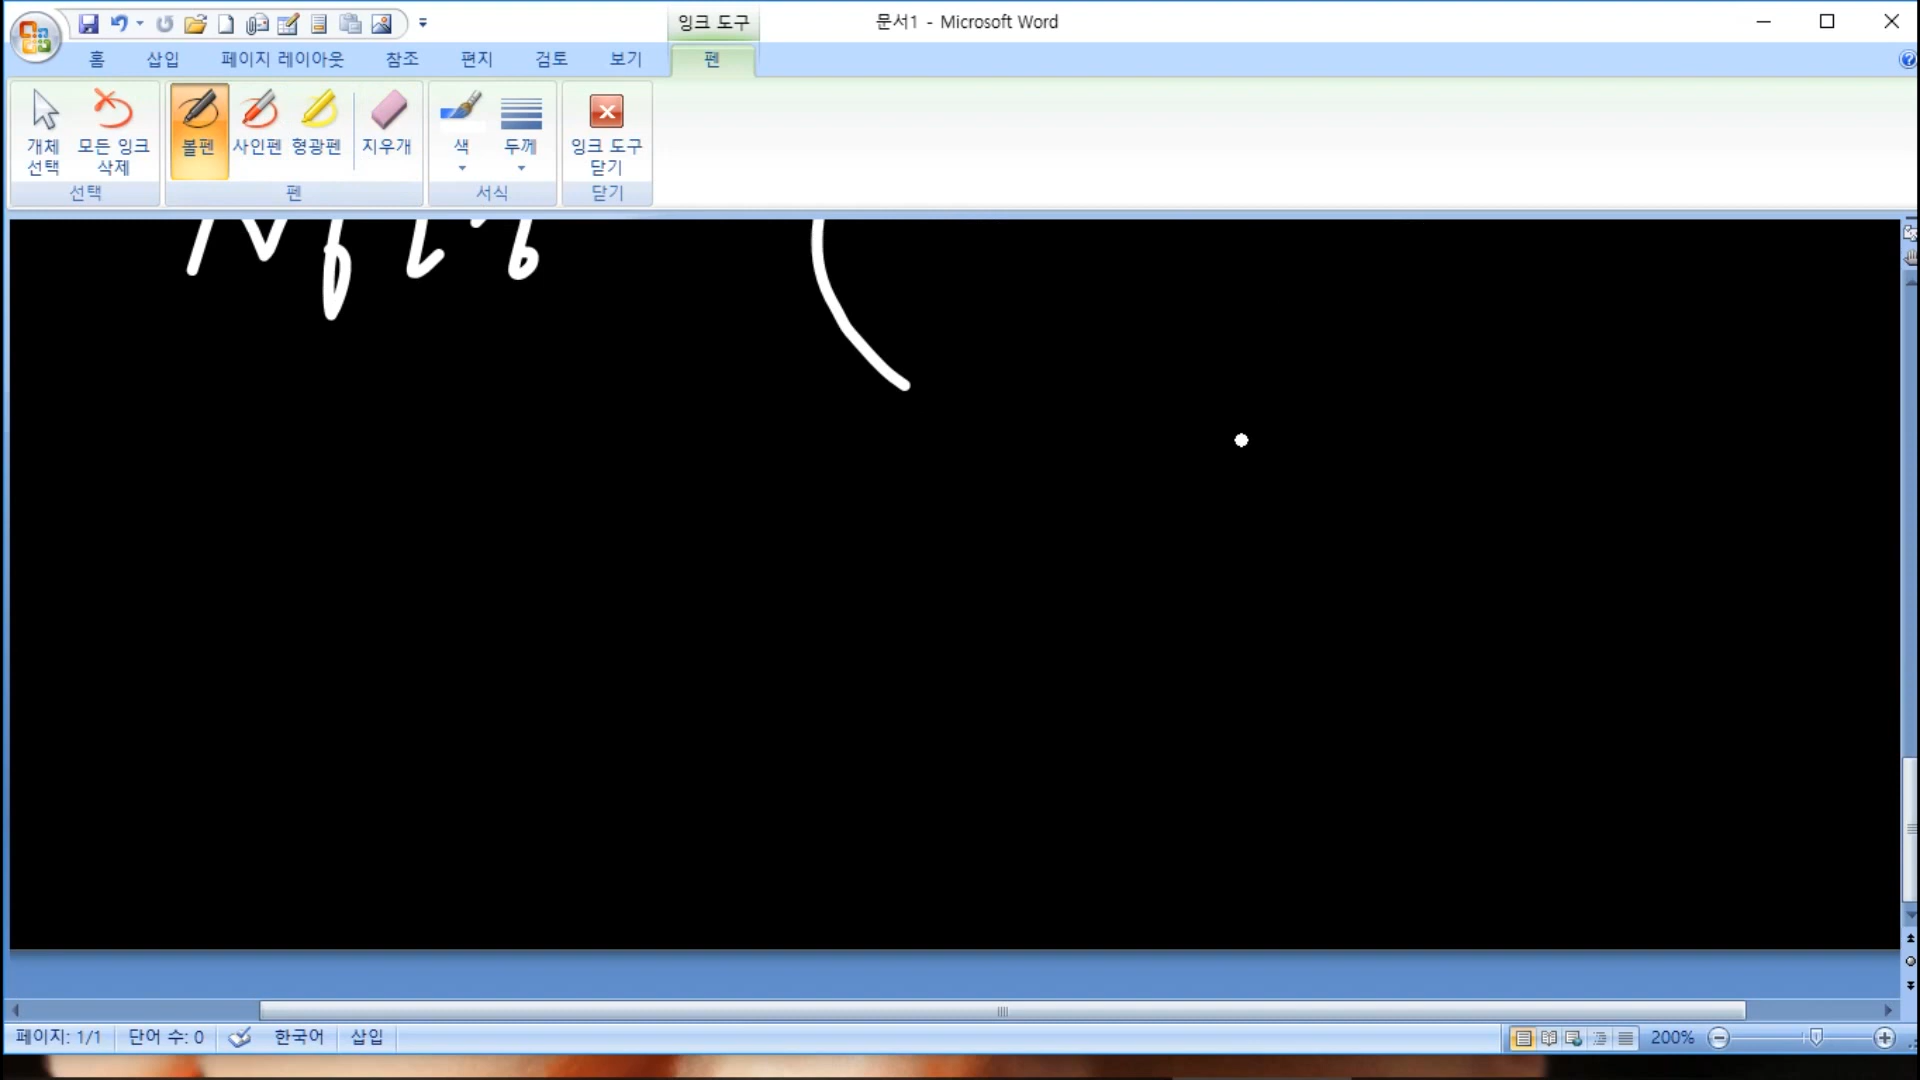 잉크 도구
문서1 - Microsoft Word
홈 삽입 페이지 레이아웃 참조 편지 검토 보기 펜
개체 선택
모든 잉크 삭제
볼펜
사인펜
형광펜
지우개
색
두께
잉크 도구 닫기
선택 펜 서식 닫기
페이지: 1/1 단어 수: 0 한국어 삽입 200%